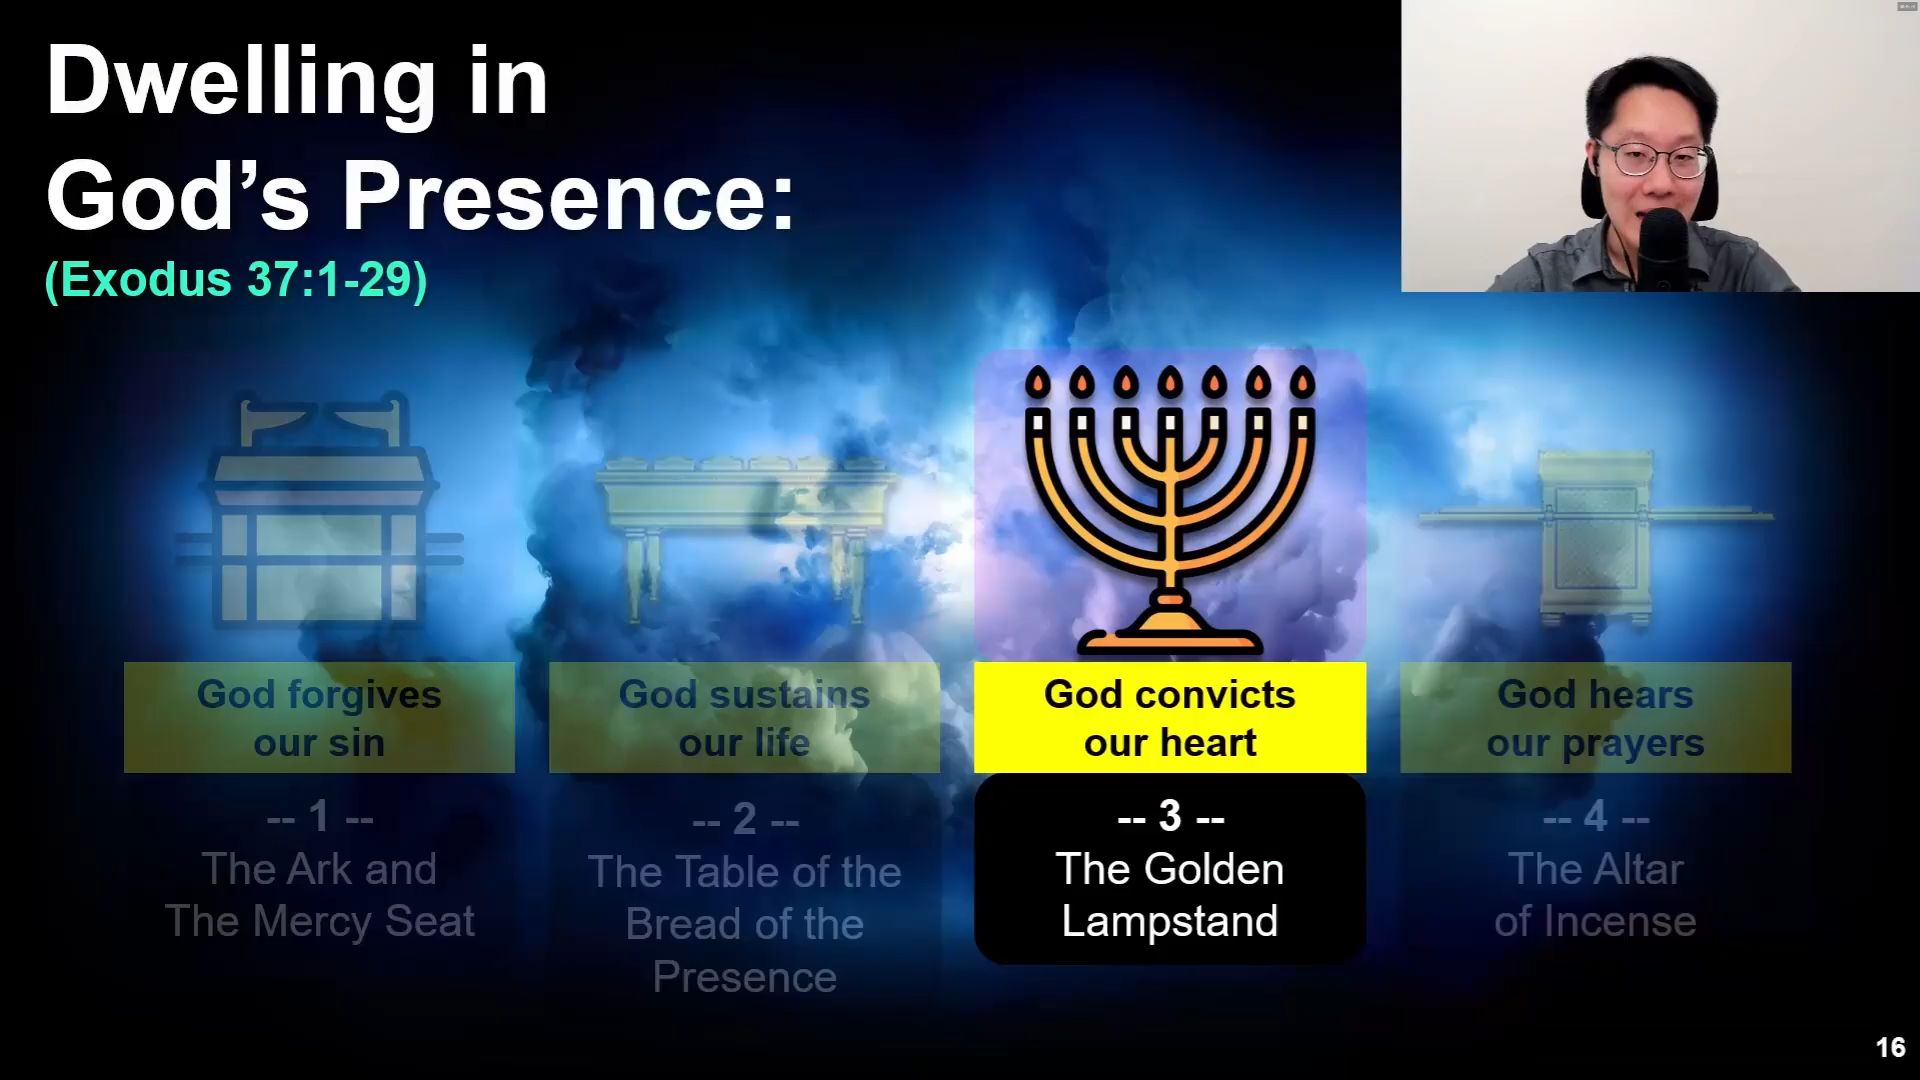 Dwelling in
God’s Presence:
(Exodus 37:1-29)
God forgives
our sin
-- 1 --
The Ark and
The Mercy Seat
God sustains
our life
-- 2 --
The Table of the
Bread of the
Presence
God convicts
our heart
-- 3 --
The Golden
Lampstand
God hears
our prayers
-- 4 --
The Altar
of Incense
16